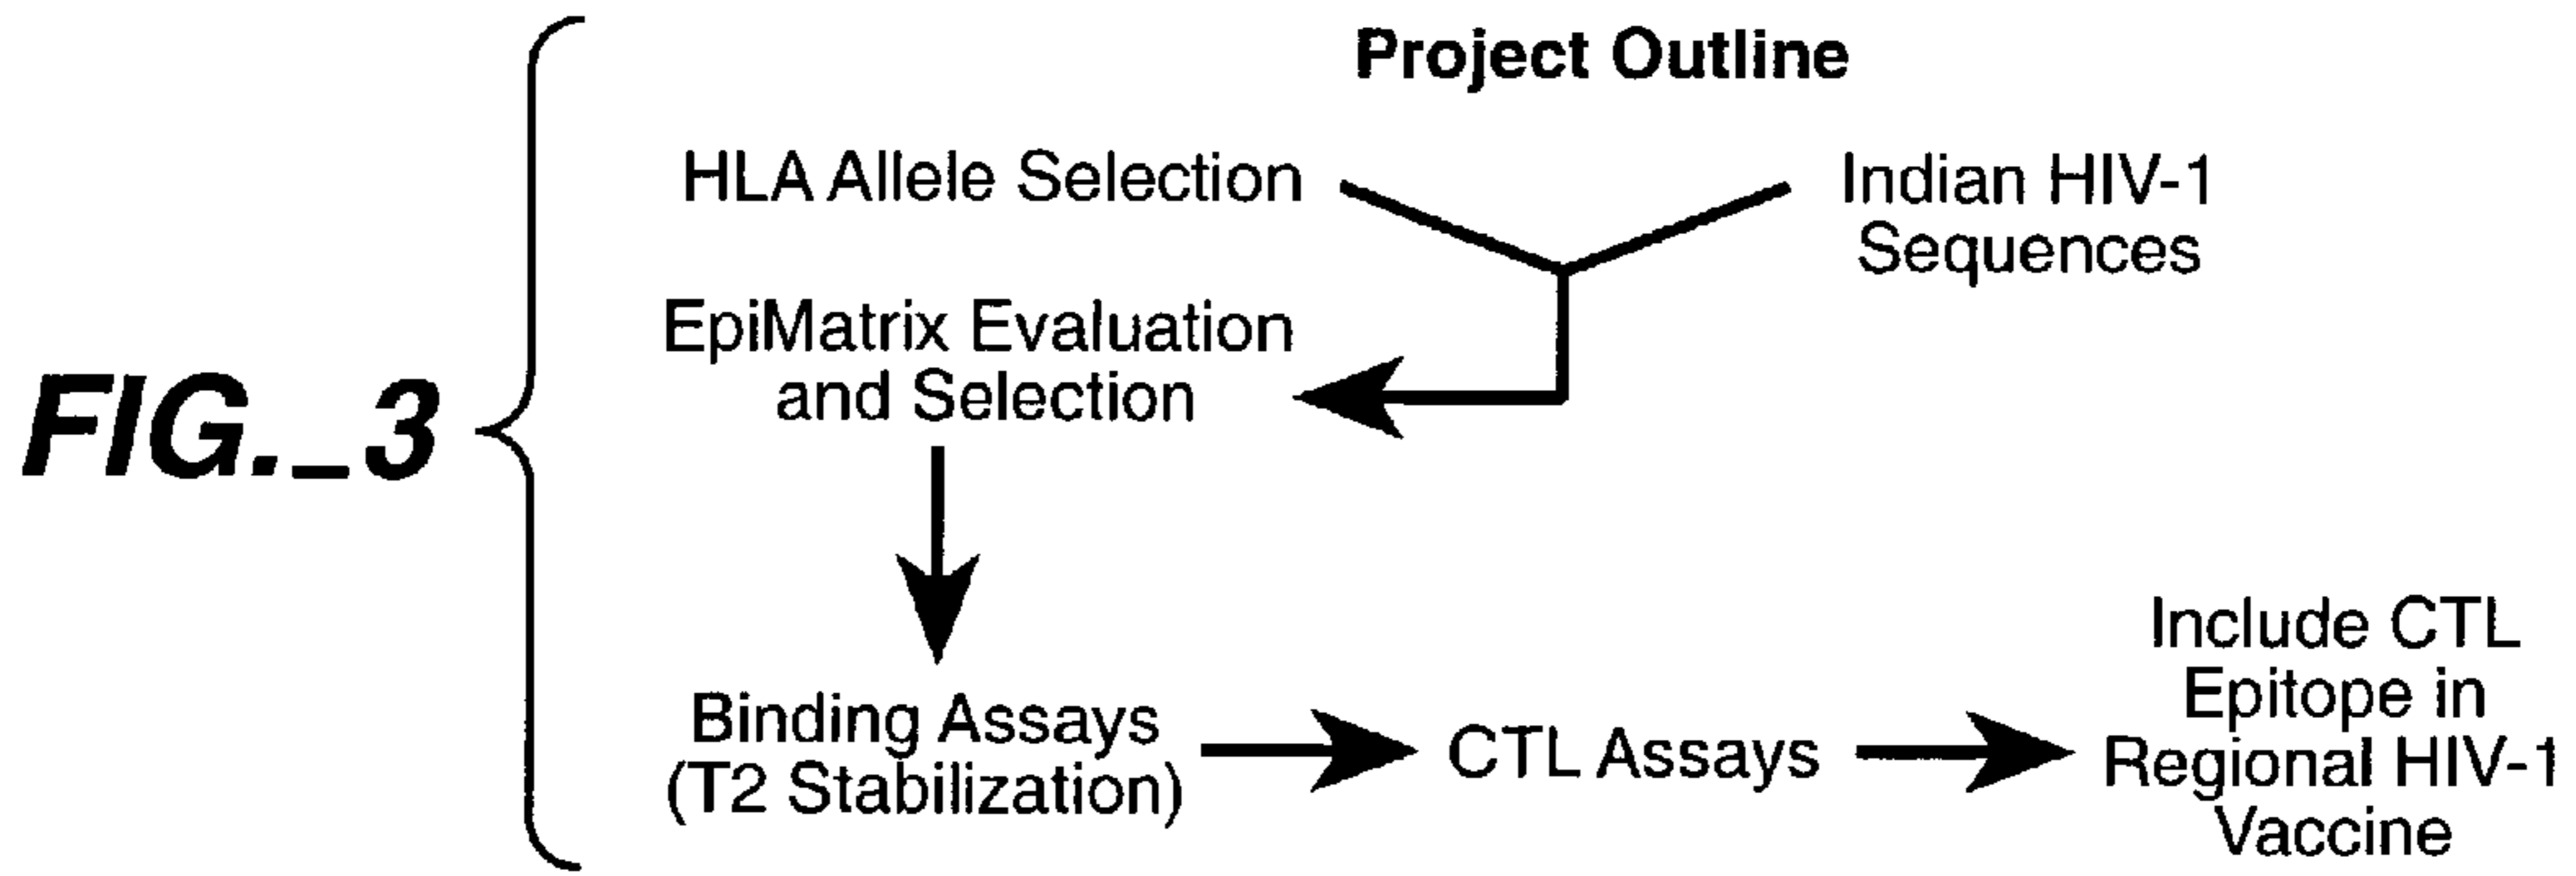 FIG._3
Project Outline
HLA Allele Selection
Indian HIV-1
Sequences
EpiMatrix Evaluation
and Selection
Binding Assays
(T2 Stabilization)
CTL Assays
Include CTL
Epitope in
Regional HIV-1
Vaccine